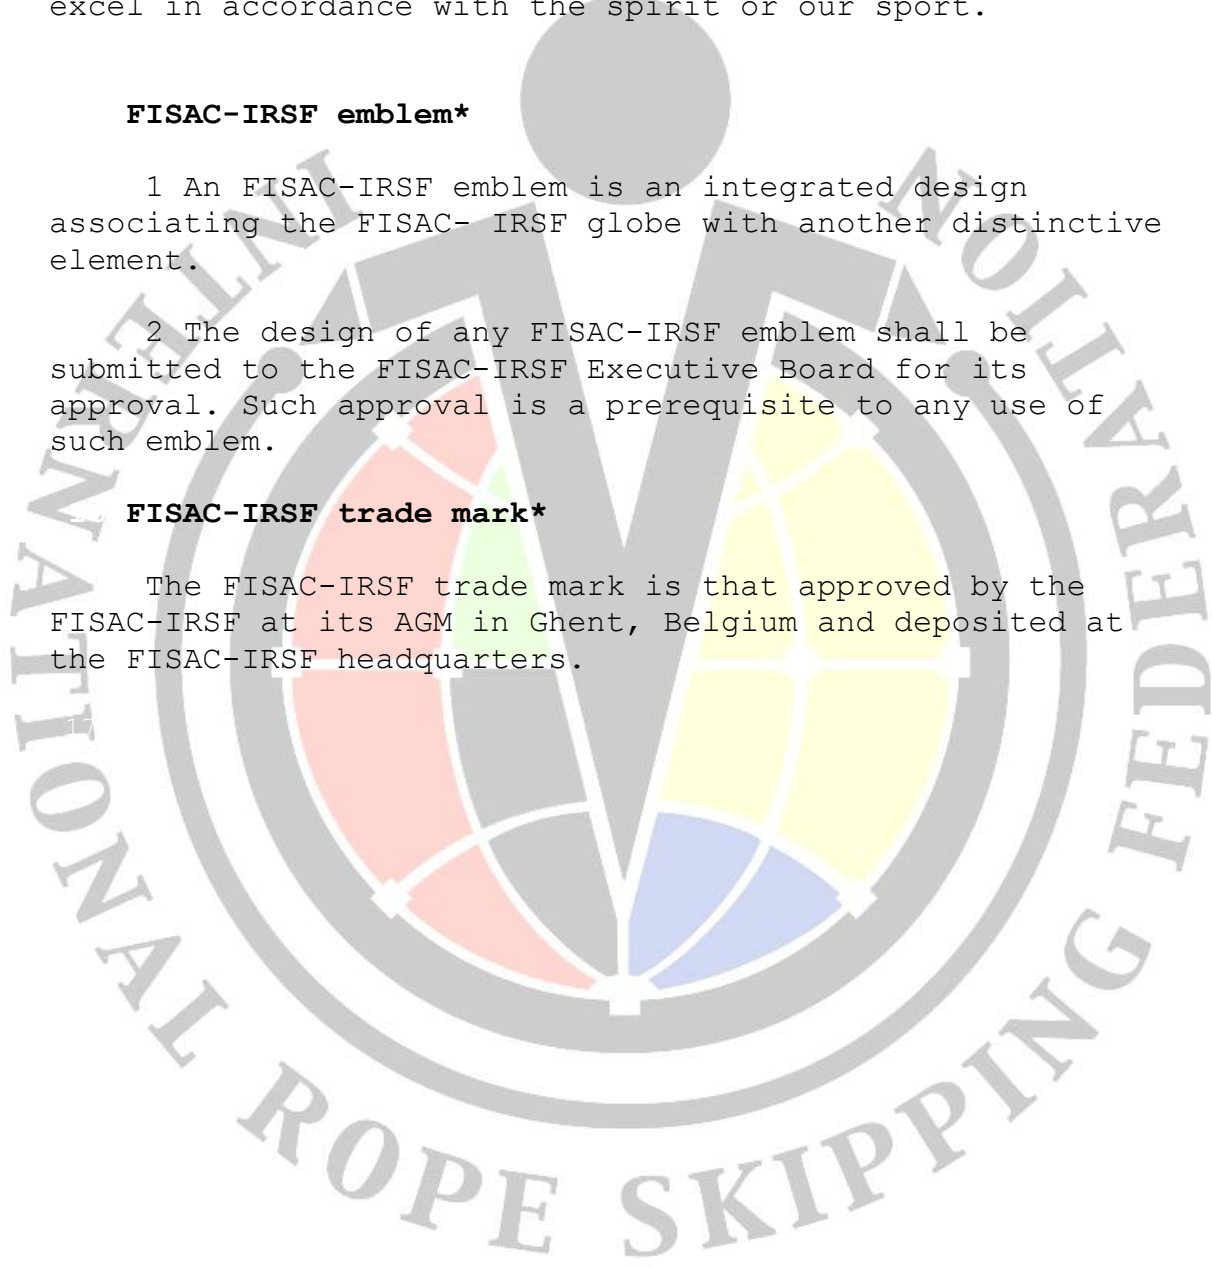 excel in accordance with the spirit of our sport.
FISAC-IRSF emblem*
1 An FISAC-IRSF emblem is an integrated design
associating the FISAC- IRSF globe with another distinctive
element.
2 The design of any FISAC-IRSF emblem shall be
submitted to the FISAC-IRSF Executive Board for its
approval. Such approval is a prerequisite to any use of
such emblem.
FISAC-IRSF trade mark*
The FISAC-IRSF trade mark is that approved by the
FISAC-IRSF at its AGM in Ghent, Belgium and deposited at
the FISAC-IRSF headquarters.
17
INTERNATIONAL ROPE SKIPPING FEDERATION